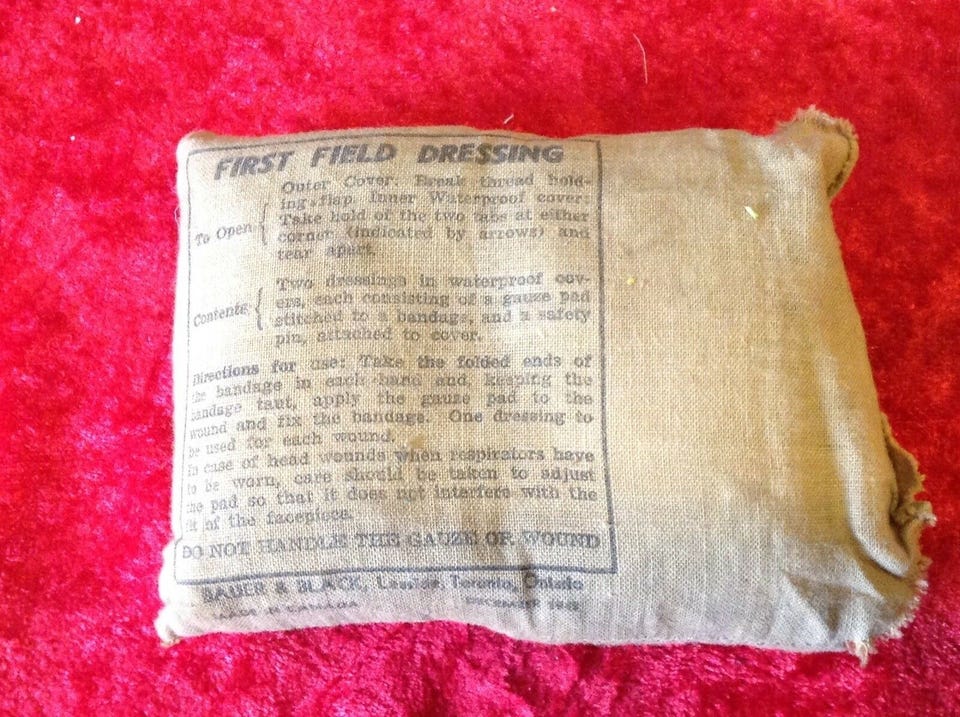 FIRST FIELD DRESSING
Outer Cover. Break thread hold-
ing flap Inner Waterproof cover:
To Open { Take hold of the two tabs at either
corner (indicated by arrows) and
tear apart.
Two dressings in waterproof cov-
ers, each consisting of a gauze pad
Contents { stitched to a bandage, and a safety
pin, attached to cover.
Directions for use: Take the folded ends of
the bandage in each hand and, keeping the
bandage taut, apply the gauze pad to the
wound and fix the bandage. One dressing to
be used for each wound.
In case of head wounds when respirators have
to be worn, care should be taken to adjust
the pad so that it does not interfere with the
fit of the facepiece.
DO NOT HANDLE THE GAUZE OR WOUND
BAUER & BLACK, Toronto, Ontario
MADE IN CANADA